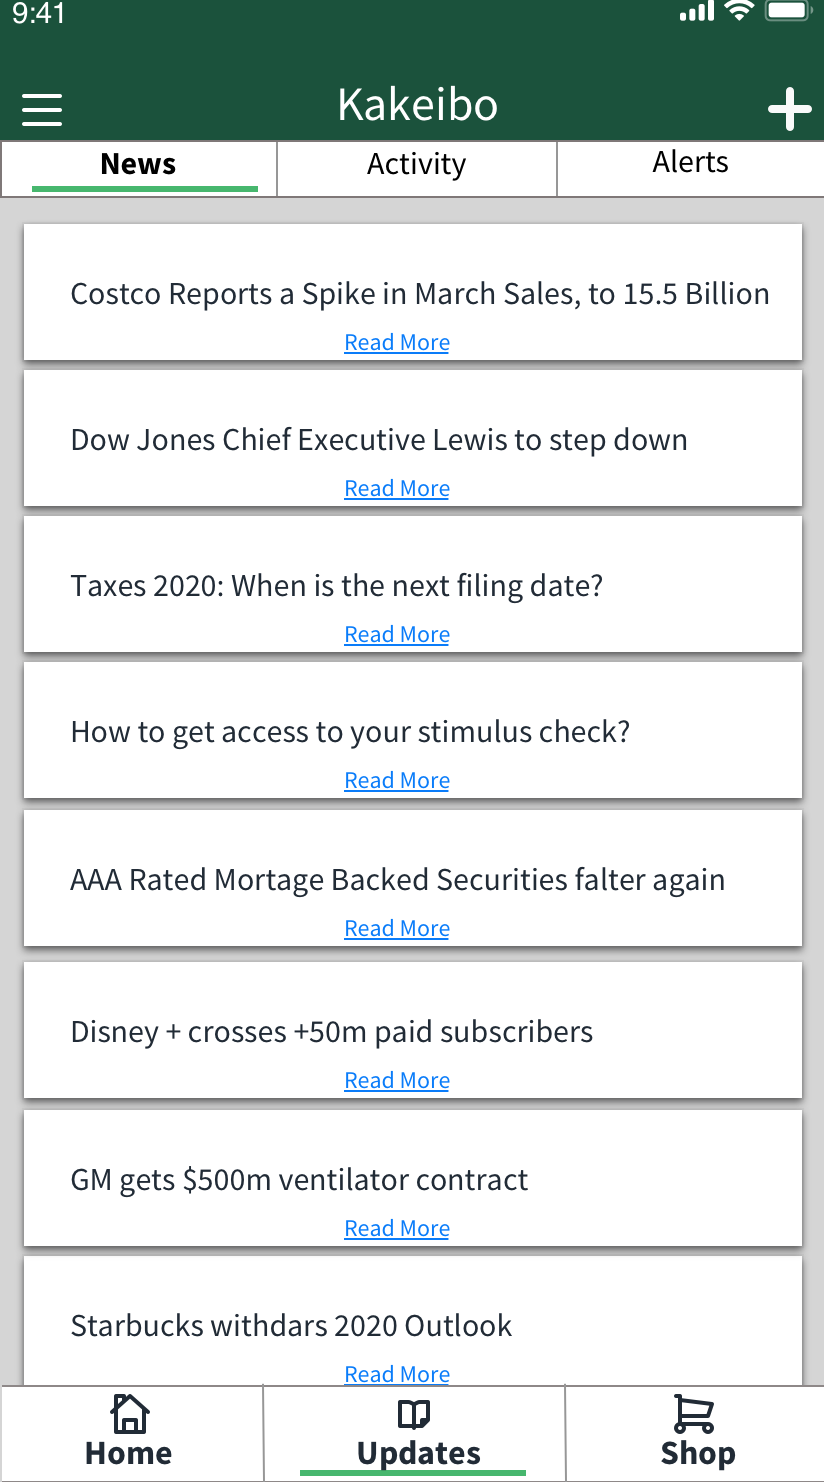 9:41
Kakeibo
News Activity Alerts
Costco Reports a Spike in March Sales, to 15.5 Billion
Read More
Dow Jones Chief Executive Lewis to step down
Read More
Taxes 2020: When is the next filing date?
Read More
How to get access to your stimulus check?
Read More
AAA Rated Mortage Backed Securities falter again
Read More
Disney + crosses +50m paid subscribers
Read More
GM gets $500m ventilator contract
Read More
Starbucks withdars 2020 Outlook
Read More
Home Updates Shop